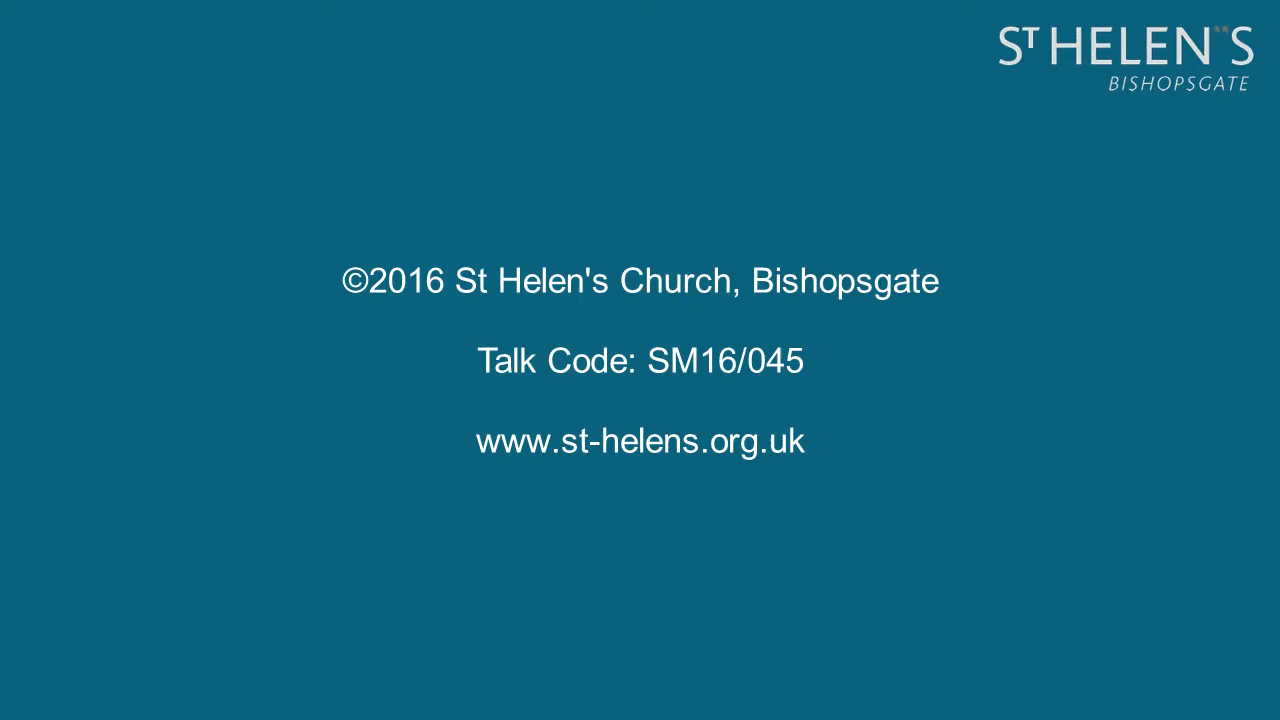 ST HELEN''S
BISHOPSGATE
©2016 St Helen's Church, Bishopsgate
Talk Code: SM16/045
www.st-helens.org.uk